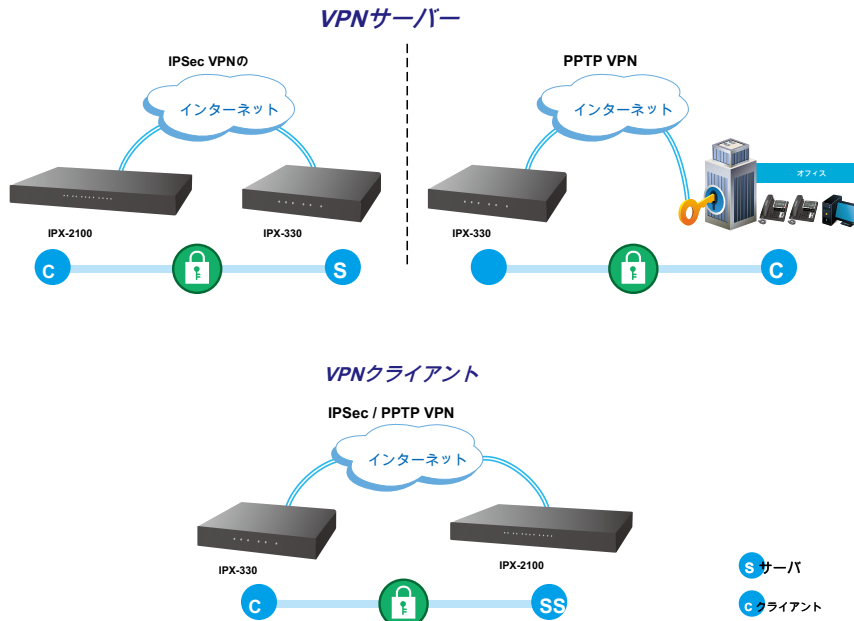 VPNサーバー
IPSec VPNの
インターネット
IPX-2100
IPX-330
C
S
PPTP VPN
インターネット
オフィス
IPX-330
C
VPNクライアント
IPSec / PPTP VPN
インターネット
IPX-330
IPX-2100
C
SS
S サーバ
C クライアント